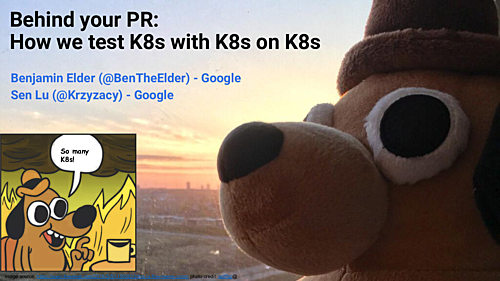 Behind your PR:
How we test K8s with K8s on K8s
Benjamin Elder (@BenTheElder) - Google
Sen Lu (@Krzyzacy) - Google
So many
K8s!